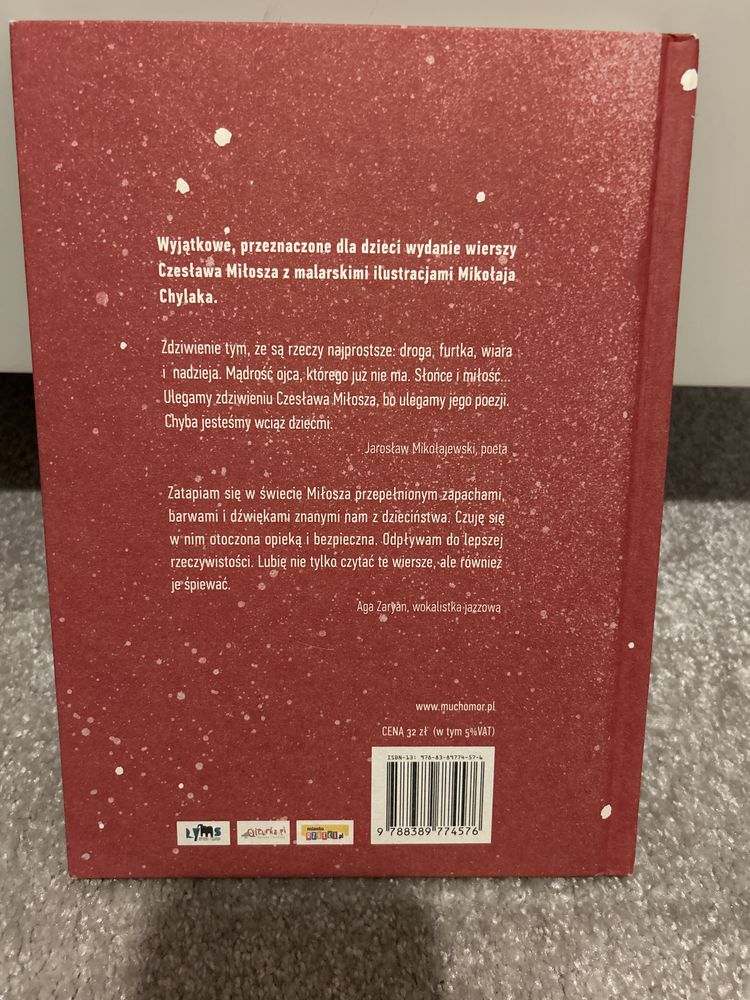 Wyjątkowe, przeznaczone dla dzieci wydanie wierszy
Czesława Miłosza z malarskimi ilustracjami Mikołaja
Chylaka.
Zdziwienie tym, że są rzeczy najprostsze: droga, furtka, wiara
i nadzieja. Mądrość ojca, którego już nie ma. Słońce i miłość...
Ulegamy zdziwieniu Czesława Miłosza, bo ulegamy jego poezji.
Chyba jesteśmy wciąż dziećmi.
Jarosław Mikołajewski, poeta
Zatapiam się w świecie Miłosza przepełnionym zapachami,
barwami i dźwiękami znanymi nam z dzieciństwa. Czuję się
w nim otoczona opieką i bezpieczna. Odpływam do lepszej
rzeczywistości. Lubię nie tylko czytać te wiersze, ale również
je śpiewać.
Aga Zaryan, wokalistka jazzowa
www.muchomor.pl
CENA 32 zł (w tym 5%VAT)
ISBN-13: 978-83-89774-57-6
9 788389 774576
ŁYMS
Qlturka.pl